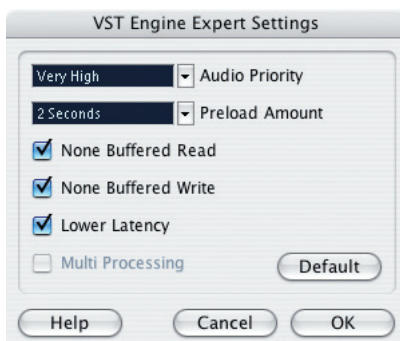 VST Engine Expert Settings
Very High Audio Priority
2 Seconds Preload Amount
None Buffered Read
None Buffered Write
Lower Latency
Multi Processing
Default
Help Cancel OK